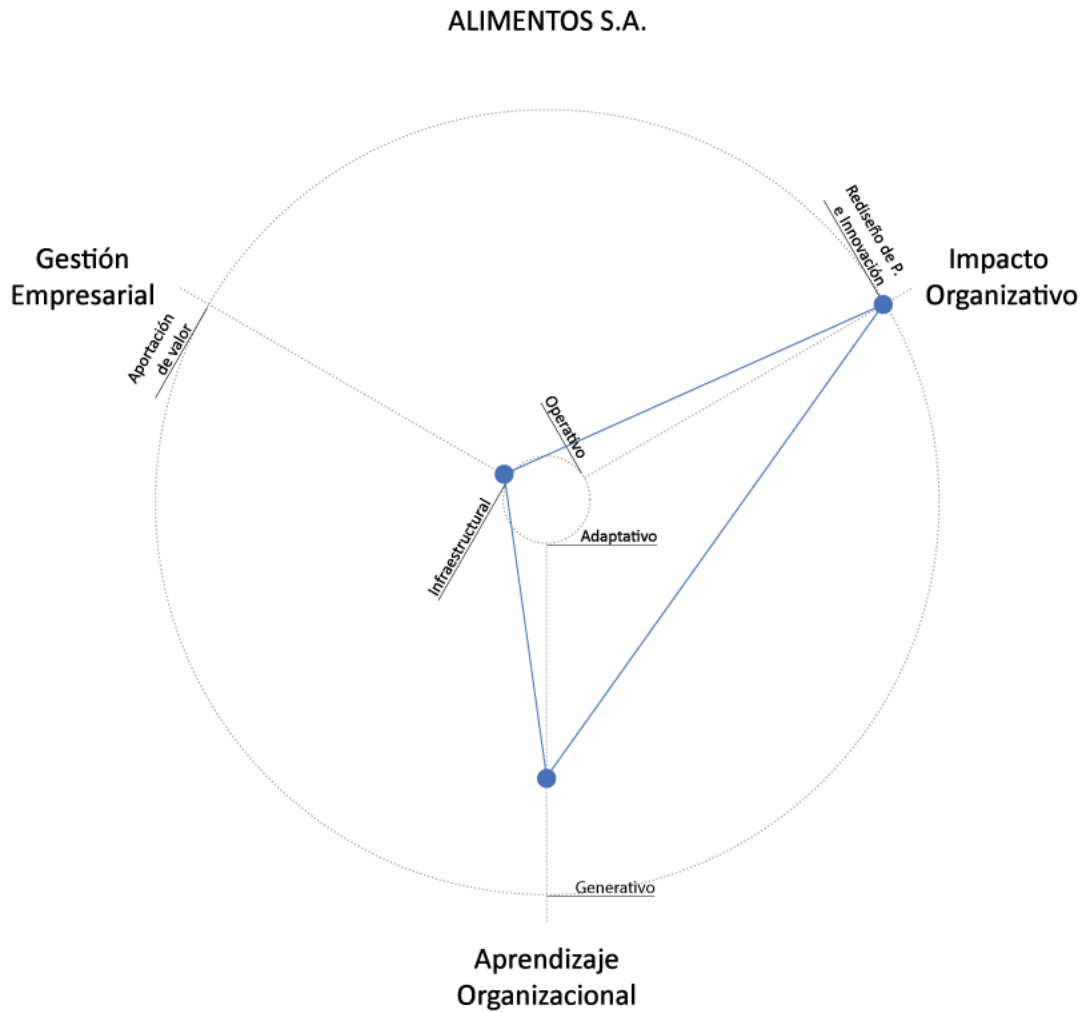 ALIMENTOS S.A.
Rediseño de P.
e Innovación
Gestión
Empresarial
Impacto
Organizativo
Aportación
de valor
Operativo
Infraestructural
Adaptativo
Generativo
Aprendizaje
Organizacional